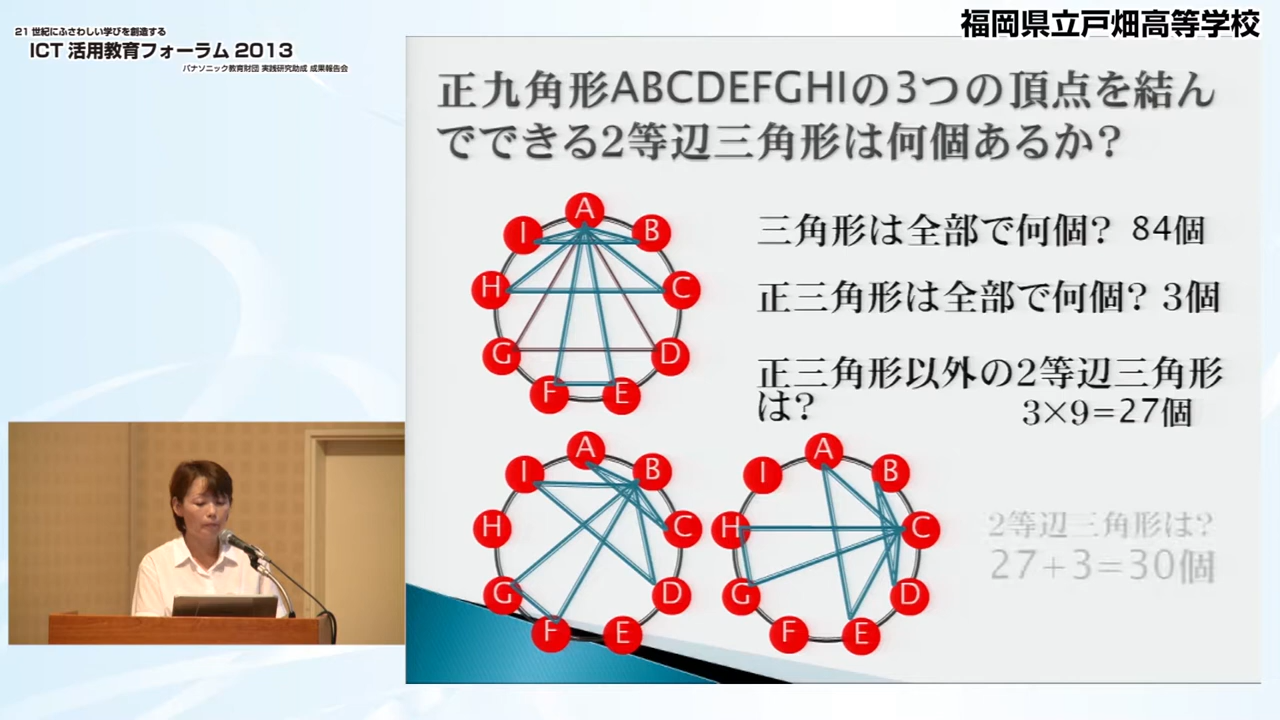 21 世紀にふさわしい学びを創造する
ICT 活用教育フォーラム 2013
パナソニック教育財団 実践研究助成 成果報告会
福岡県立戸畑高等学校
正九角形ABCDEFGHIの3つの頂点を結ん
でできる2等辺三角形は何個あるか?
三角形は全部で何個? 84個
正三角形は全部で何個? 3個
正三角形以外の2等辺三角形
は?
3×9=27個
A
I
B
H
C
G
D
F
E
A
I
B
H
C
G
D
F
E
A
I
B
H
C
G
D
F
E
2等辺三角形は?
27+3=30個